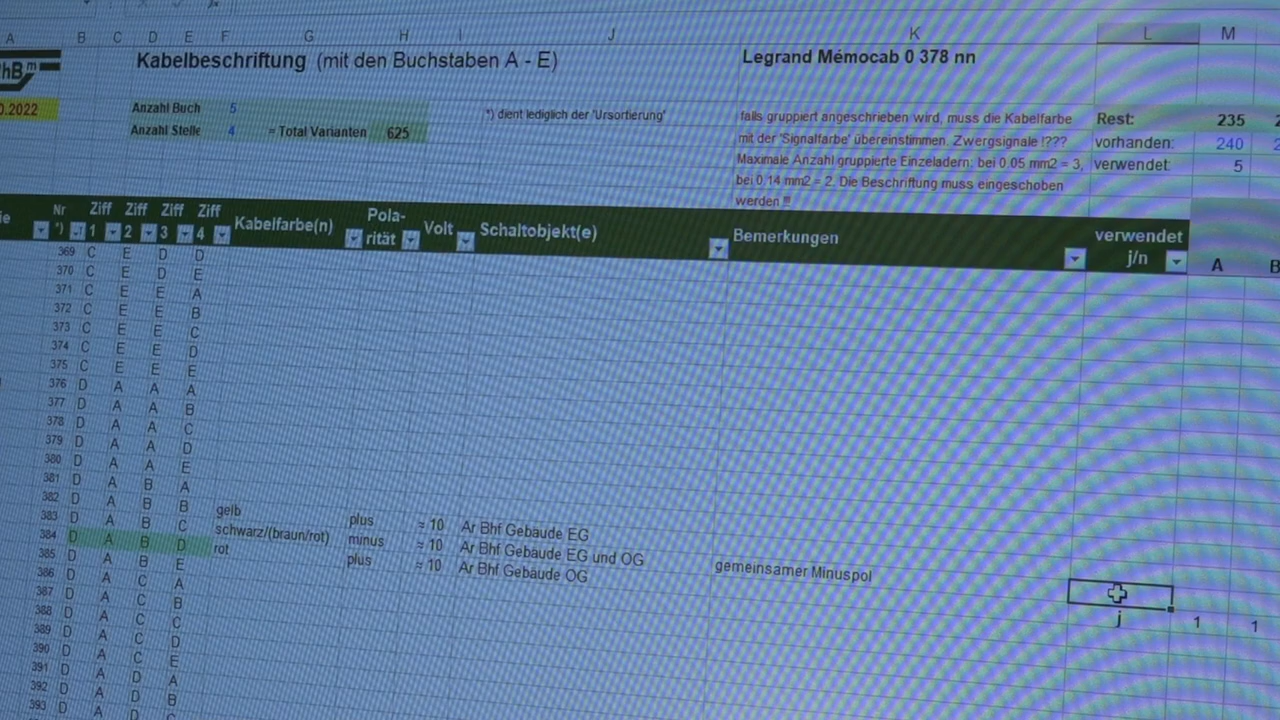 A B C D E F G H I J K L M
hB m
Kabelbeschriftung (mit den Buchstaben A - E) Legrand Mémocab 0 378 nn
0.2022
Anzahl Buch 5 *) dient lediglich der 'Ursortierung'
Anzahl Stelle 4 = Total Varianten 625
falls gruppiert angeschrieben wird, muss die Kabelfarbe
mit der 'Signalfarbe' übereinstimmen. Zwergsignale !???
Maximale Anzahl gruppierte Einzeladern: bei 0.05 mm2 = 3,
bei 0.14 mm2 = 2. Die Beschriftung muss eingeschoben
werden !!!
Rest: 235
vorhanden: 240
verwendet: 5
ie Nr *) Ziff 1 Ziff 2 Ziff 3 Ziff 4 Kabelfarbe(n) Pola-rität Volt Schaltobjekt(e) Bemerkungen verwendet j/n A B
369 C E D D
370 C E D E
371 C E E A
372 C E E B
373 C E E C
374 C E E D
375 C E E E
376 D A A A
377 D A A B
378 D A A C
379 D A A D
380 D A A E
381 D A B A
382 D A B B
383 D A B C gelb plus = 10 Ar Bhf Gebäude EG
384 D A B D schwarz/(braun/rot) minus = 10 Ar Bhf Gebäude EG und OG gemeinsamer Minuspol
385 D A B E rot plus = 10 Ar Bhf Gebäude OG
386 D A C A
387 D A C B j 1 1
388 D A C C
389 D A C D
390 D A C E
391 D A D A
392 D A D B
393 D A D C